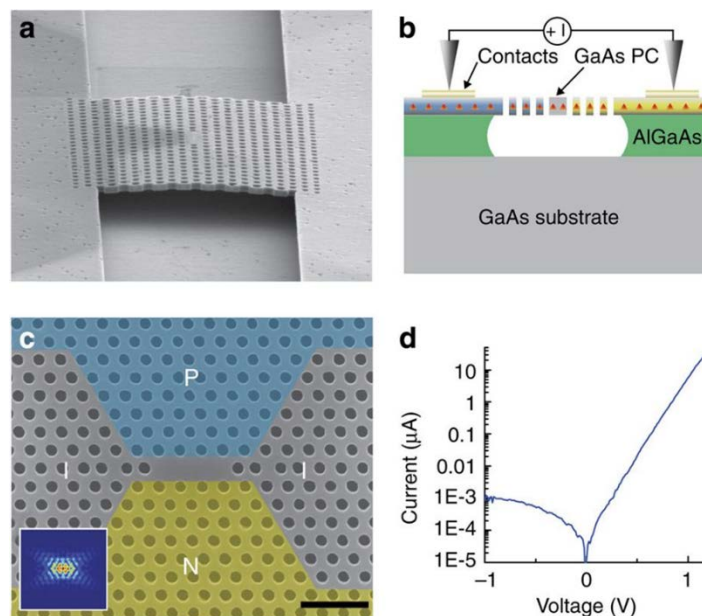 a
b
+ I
Contacts
GaAs PC
AlGaAs
GaAs substrate
c
P
I
I
N
d
50
10
1
0.1
0.01
1E-3
1E-4
1E-5
Current (μA)
–1
0
1
Voltage (V)